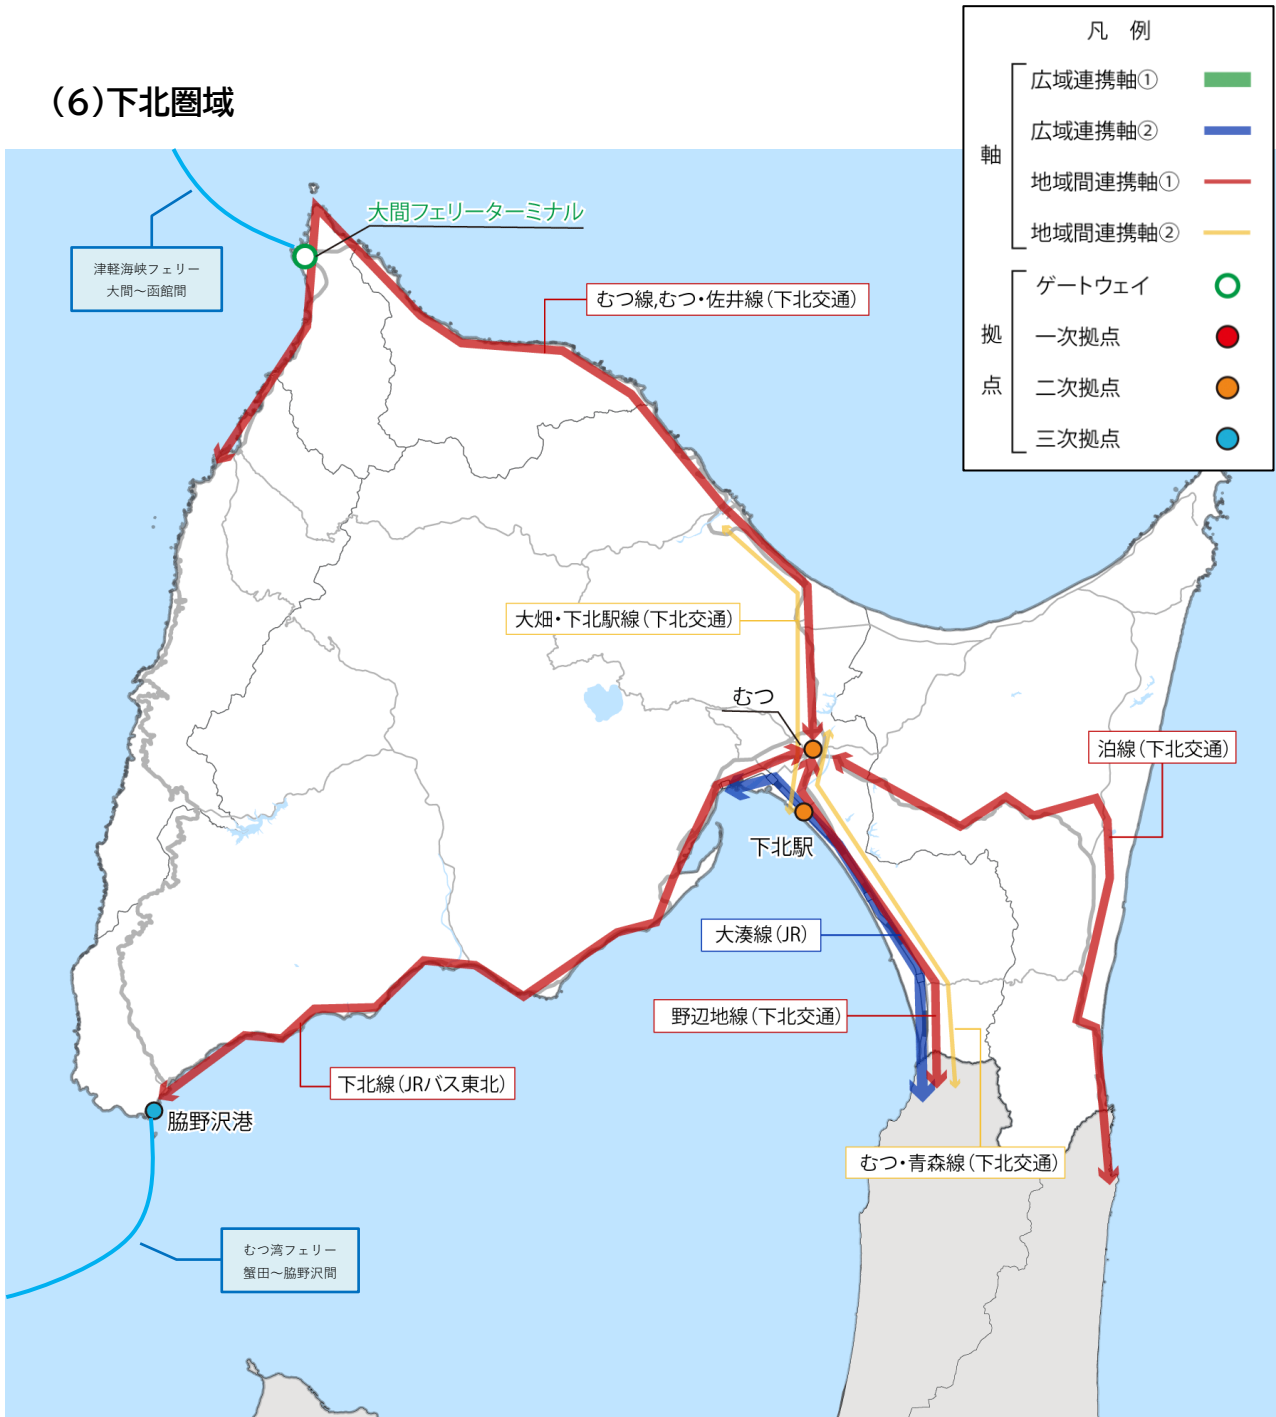 (6)下北圏域
凡 例
軸
広域連携軸①
広域連携軸②
地域間連携軸①
地域間連携軸②
拠点
ゲートウェイ
一次拠点
二次拠点
三次拠点
大間フェリーターミナル
津軽海峡フェリー
大間～函館間
むつ線,むつ・佐井線(下北交通)
大畑・下北駅線(下北交通)
むつ
泊線(下北交通)
下北駅
大湊線(JR)
野辺地線(下北交通)
下北線(JRバス東北)
脇野沢港
むつ・青森線(下北交通)
むつ湾フェリー
蟹田～脇野沢間